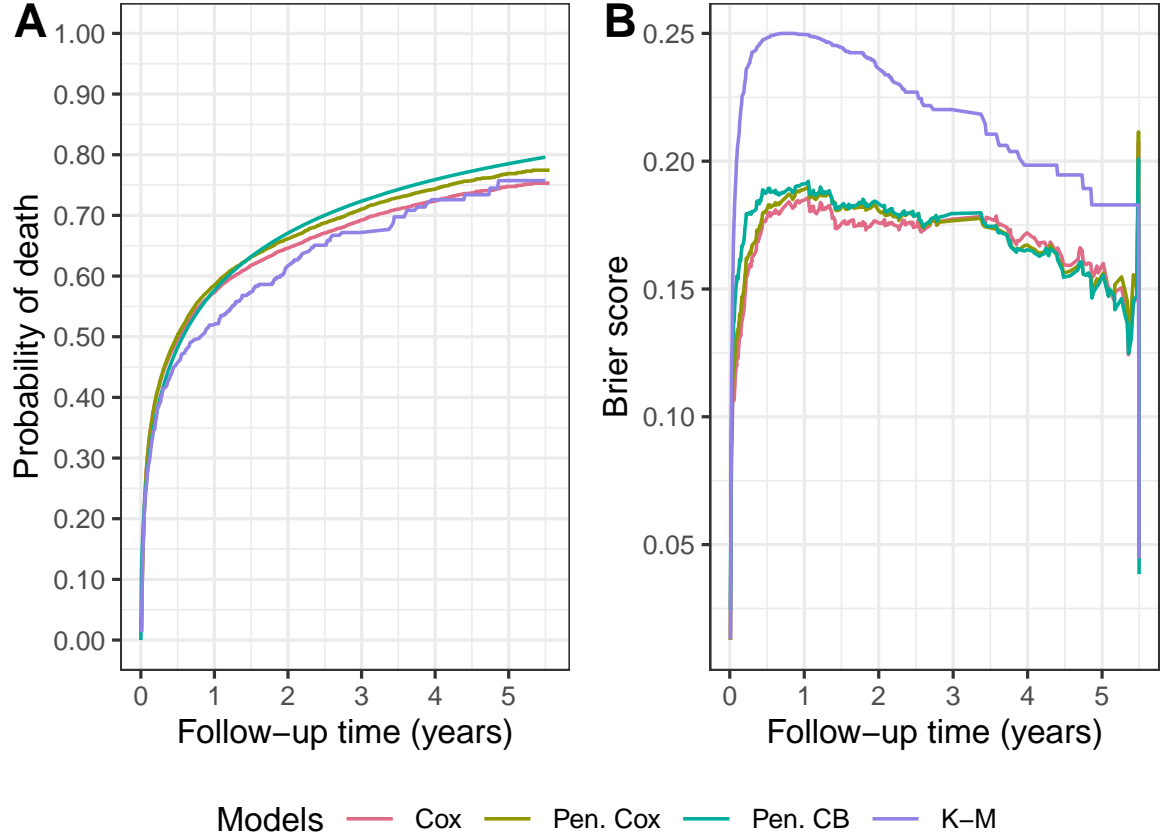 A
Probability of death
1.00
0.90
0.80
0.70
0.60
0.50
0.40
0.30
0.20
0.10
0.00
0 1 2 3 4 5
Follow−up time (years)
B
Brier score
0.25
0.20
0.15
0.10
0.05
0 1 2 3 4 5
Follow−up time (years)
Models Cox Pen. Cox Pen. CB K−M